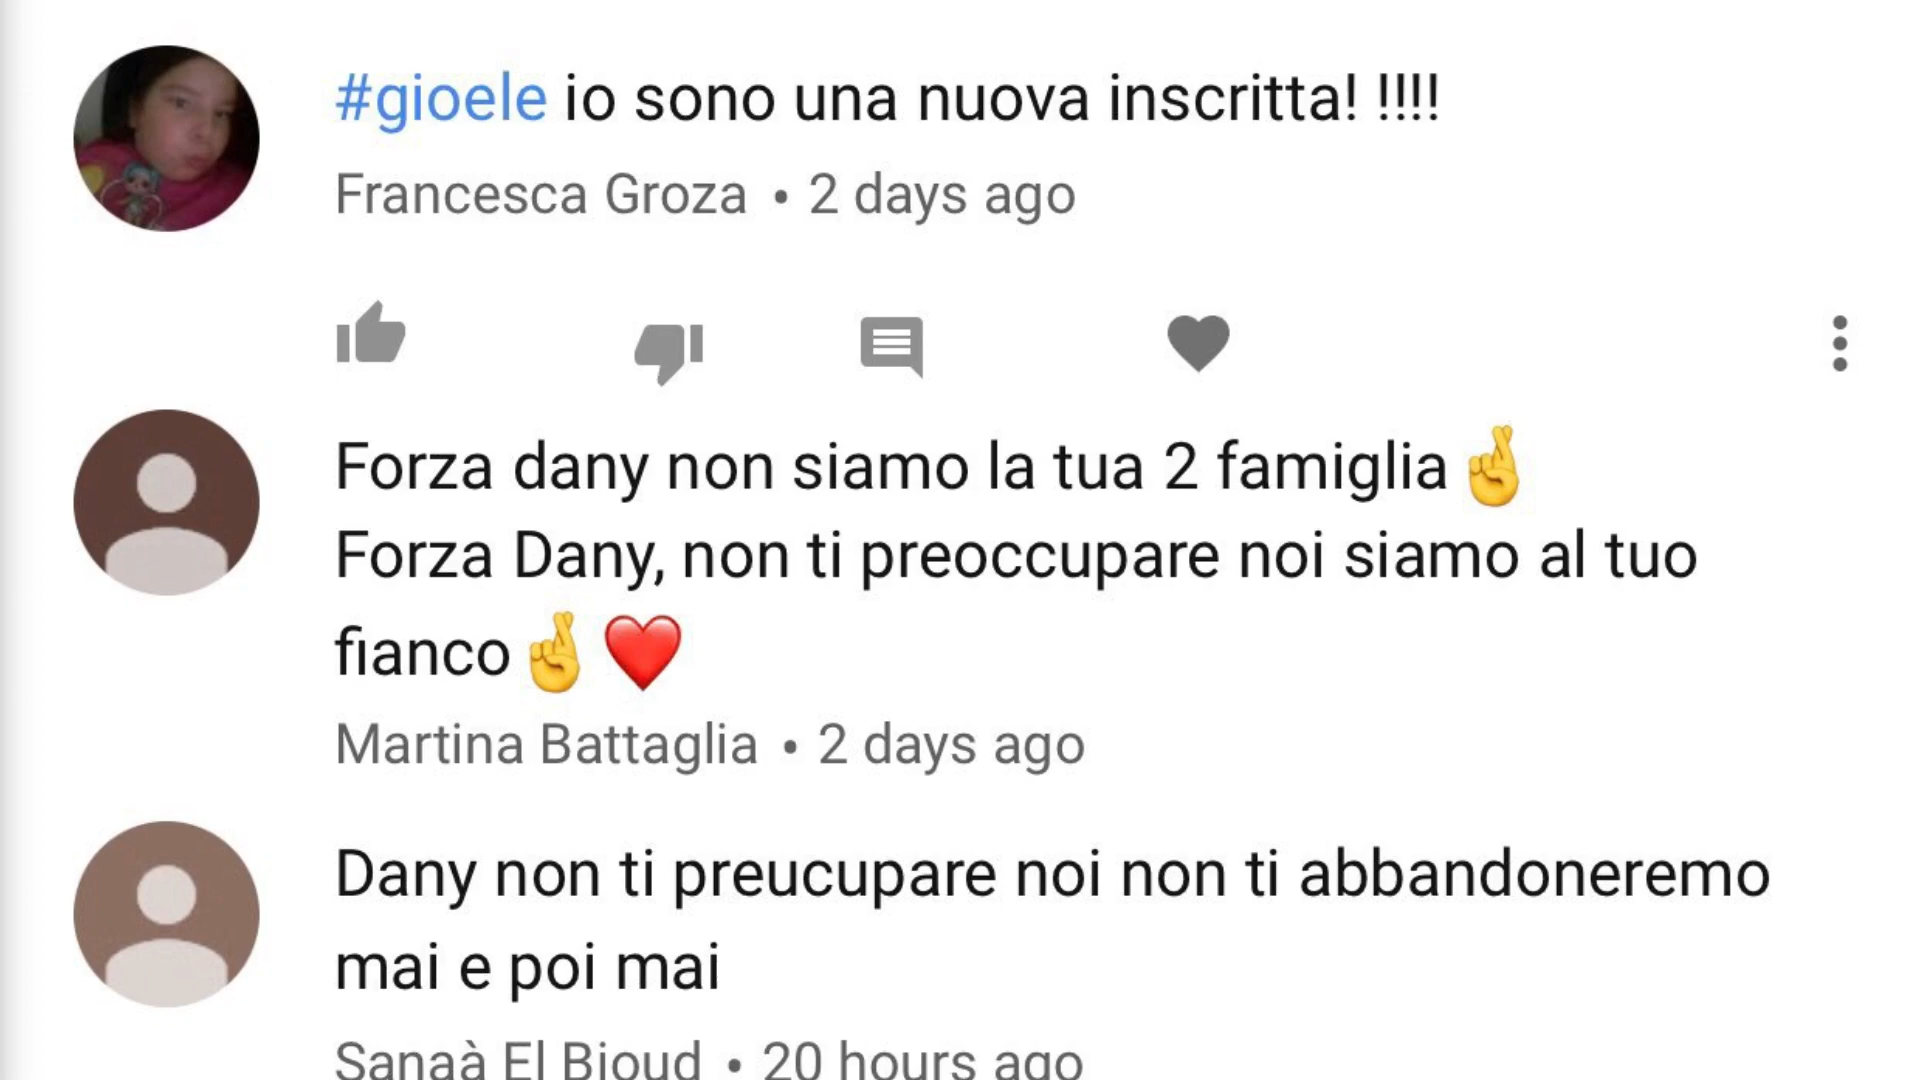 #gioele io sono una nuova inscritta! !!!!
Francesca Groza • 2 days ago
Forza dany non siamo la tua 2 famiglia🤞
Forza Dany, non ti preoccupare noi siamo al tuo
fianco🤞❤️
Martina Battaglia • 2 days ago
Dany non ti preucupare noi non ti abbandoneremo
mai e poi mai
Sanaà El Bioud • 20 hours ago